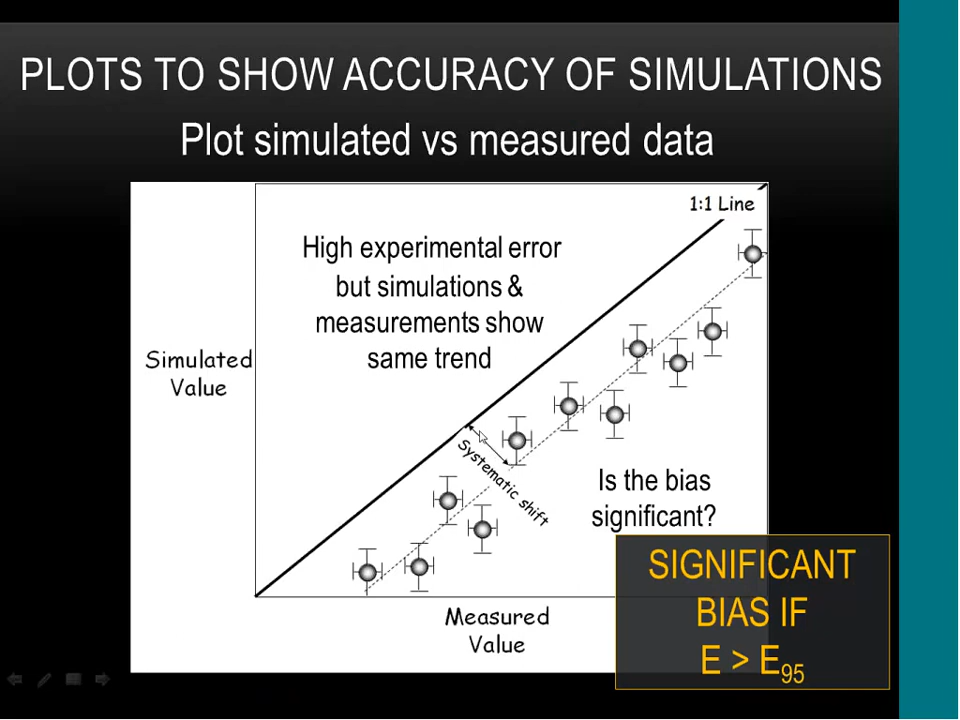 PLOTS TO SHOW ACCURACY OF SIMULATIONS
Plot simulated vs measured data
1:1 Line
High experimental error
but simulations &
measurements show
same trend
Simulated
Value
Systematic shift
Is the bias
significant?
Measured
Value
SIGNIFICANT
BIAS IF
E > E95